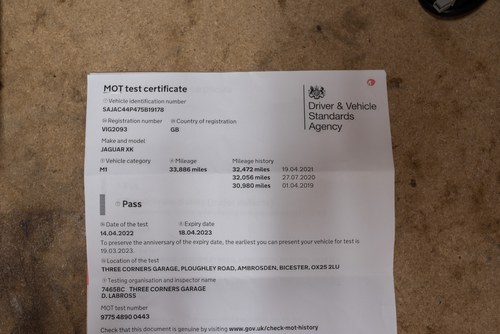 MOT test certificate
Driver & Vehicle
Standards
Agency
Vehicle identification number
SAJAC44P475B19178
Registration number Country of registration
VIG2093 GB
Make and model
JAGUAR XK
Vehicle category Mileage Mileage history
M1 33,886 miles 32,472 miles 19.04.2021
32,056 miles 27.07.2020
30,980 miles 01.04.2019
Pass
Date of the test Expiry date
14.04.2022 18.04.2023
To preserve the anniversary of the expiry date, the earliest you can present your vehicle for test is
19.03.2023.
Location of the test
THREE CORNERS GARAGE, PLOUGHLEY ROAD, AMBROSDEN, BICESTER, OX25 2LU
Testing organisation and inspector name
7465BC THREE CORNERS GARAGE
D. LABROSS
MOT test number
9775 4890 0443
Check that this document is genuine by visiting www.gov.uk/check-mot-history